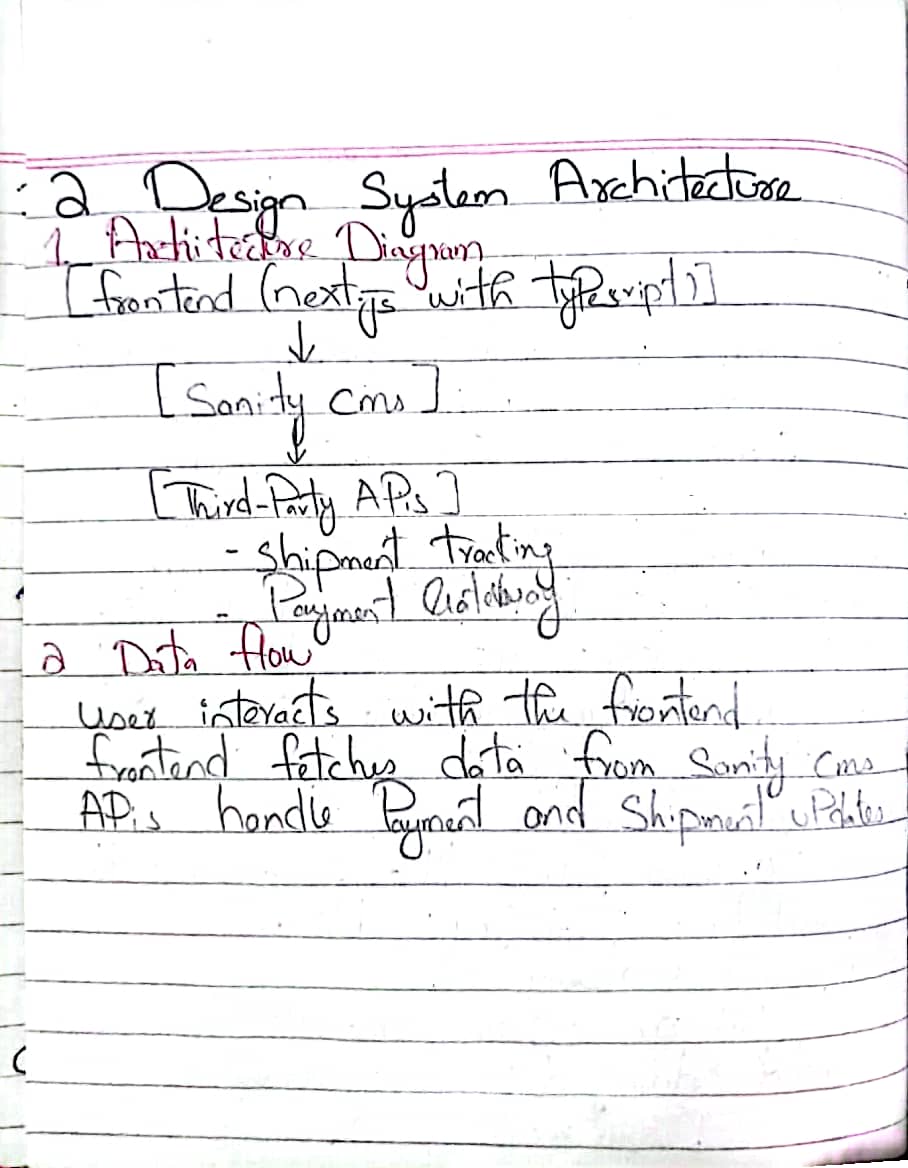 2 Design System Architecture
1. Architecture Diagram
[frontend (next.js with typescript)]
↓
[Sanity cms]
↓
[Third-Party APIs]
- Shipment tracking
- Payment Gateway
2 Data flow
user interacts with the frontend
frontend fetches data from Sanity cms
APIs handle Payment and Shipment uPdates